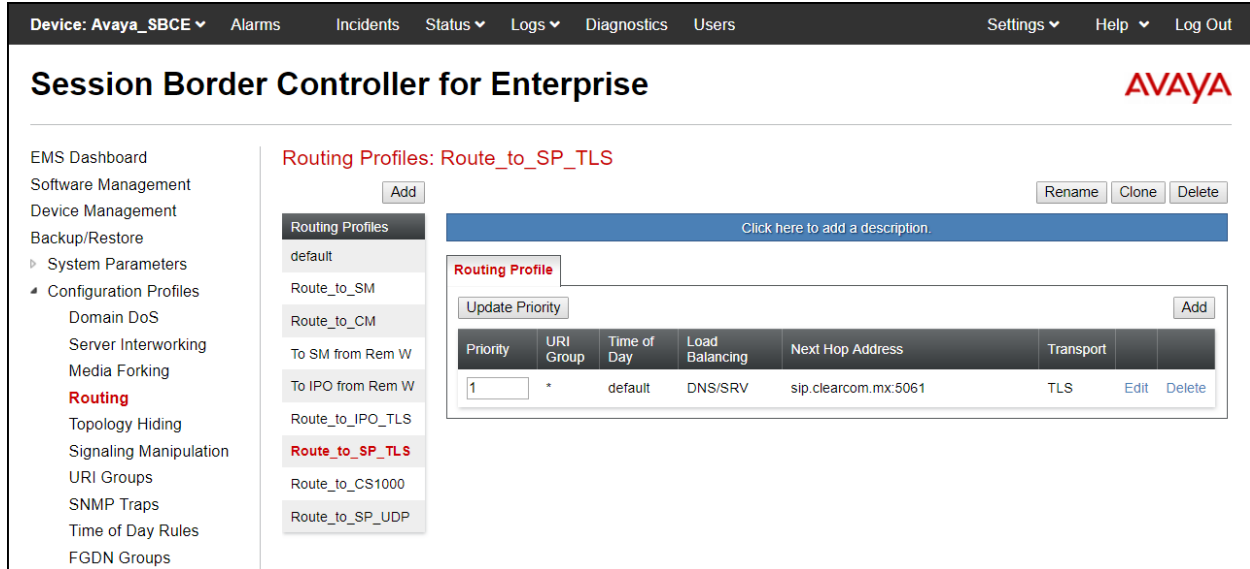 Device: Avaya_SBCE Alarms Incidents Status Logs Diagnostics Users Settings Help Log Out
Session Border Controller for Enterprise
AVAYA
EMS Dashboard
Software Management
Device Management
Backup/Restore
System Parameters
Configuration Profiles
Domain DoS
Server Interworking
Media Forking
Routing
Topology Hiding
Signaling Manipulation
URI Groups
SNMP Traps
Time of Day Rules
FGDN Groups
Routing Profiles: Route_to_SP_TLS
Add
Rename Clone Delete
Routing Profiles
default
Route_to_SM
Route_to_CM
To SM from Rem W
To IPO from Rem W
Route_to_IPO_TLS
Route_to_SP_TLS
Route_to_CS1000
Route_to_SP_UDP
Click here to add a description.
Routing Profile
Update Priority Add
Priority URI Group Time of Day Load Balancing Next Hop Address Transport
1 * default DNS/SRV sip.clearcom.mx:5061 TLS Edit Delete